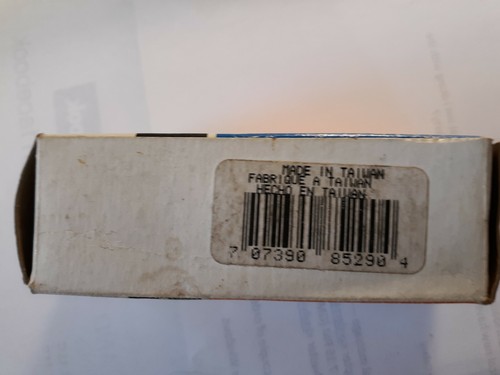 MADE IN TAIWAN
FABRIQUE A TAIWAN
HECHO EN TAIWAN
7 07390 85290 4